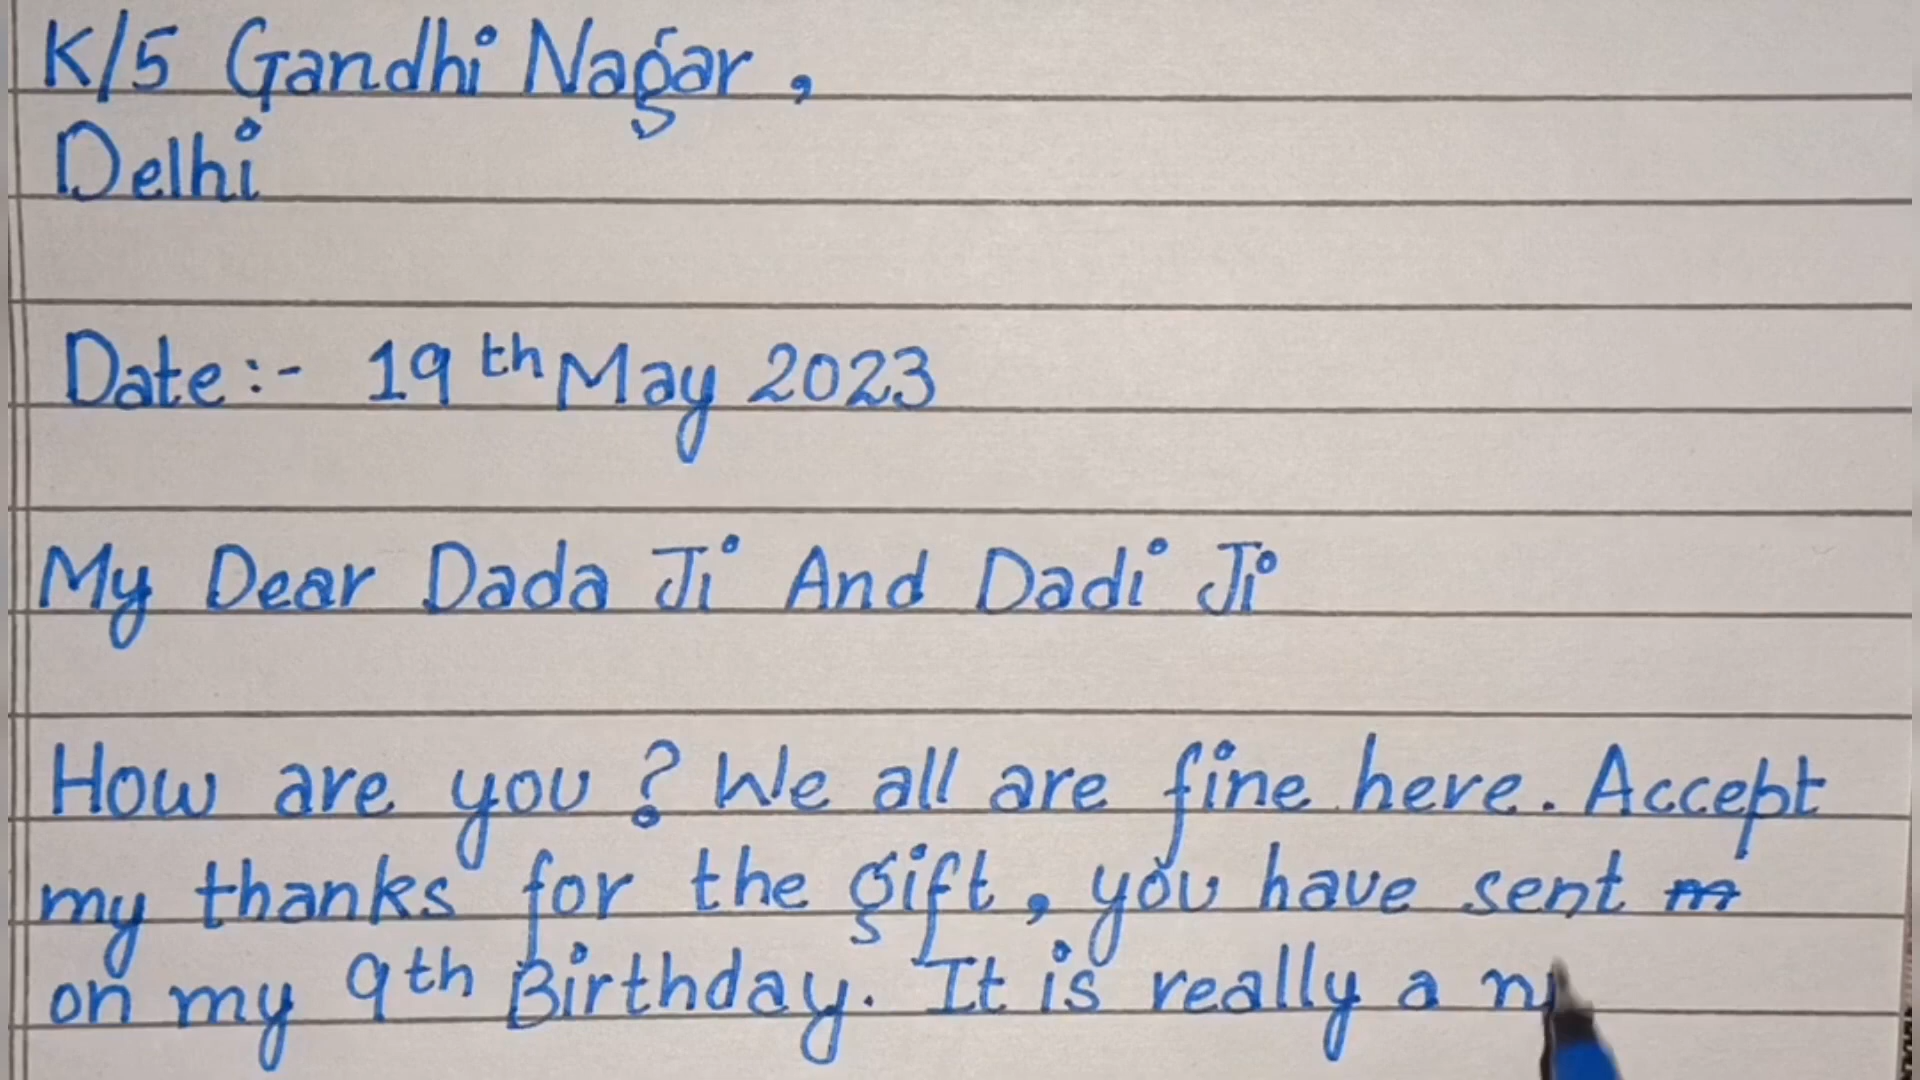 K/5 Gandhi Nagar ,
Delhi
Date:- 19th May 2023
My Dear Dada Ji And Dadi Ji
How are you ? We all are fine here. Accept
my thanks for the gift, you have sent
on my 9th Birthday. It is really a